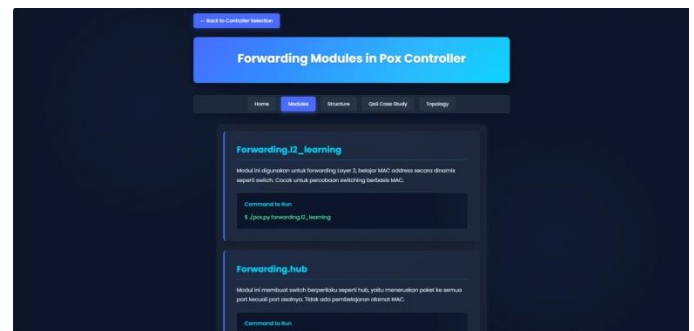 ← Back to Controller Selection
Forwarding Modules in Pox Controller
Home Modules Structure QoS Case Study Topology
Forwarding.l2_learning
Modul ini digunakan untuk forwarding Layer 2, belajar MAC address secara dinamis
seperti switch. Cocok untuk percobaan switching berbasis MAC.
Command to Run
$ ./pox.py forwarding.l2_learning
Forwarding.hub
Modul ini membuat switch berperilaku seperti hub, yaitu meneruskan paket ke semua
port kecuali port asalnya. Tidak ada pembelajaran alamat MAC.
Command to Run